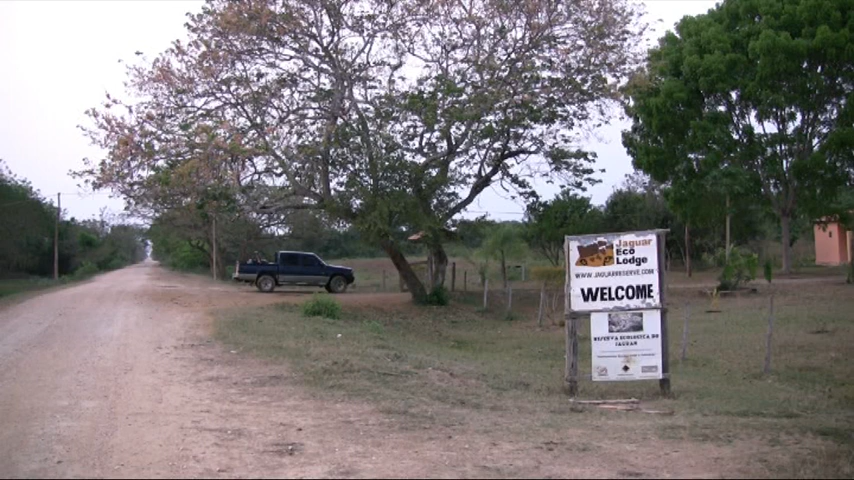 Jaguar
Eco
Lodge
WWW.JAGUARRESERVE.COM
WELCOME
RESERVA ECOLOGICA DO
JAGUAR